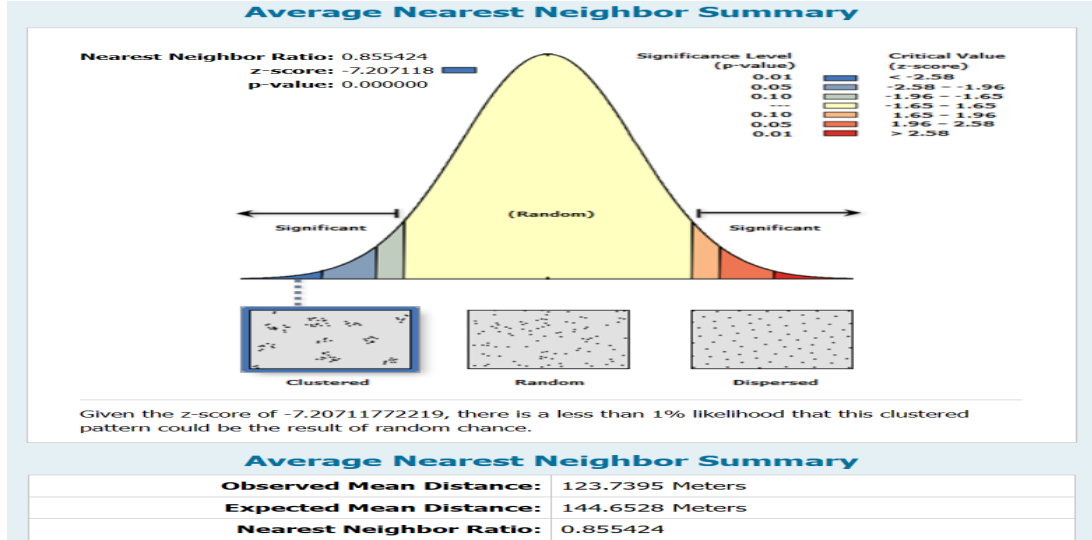 Average Nearest Neighbor Summary
Nearest Neighbor Ratio: 0.855424
z-score: -7.207118
p-value: 0.000000
Significance Level (p-value)
Critical Value (z-score)
0.01 < -2.58
0.05 -2.58 – -1.96
0.10 -1.96 – -1.65
--- -1.65 – 1.65
0.10 1.65 – 1.96
0.05 1.96 – 2.58
0.01 > 2.58
(Random)
Significant
Significant
Clustered
Random
Dispersed
Given the z-score of -7.20711772219, there is a less than 1% likelihood that this clustered
pattern could be the result of random chance.
Average Nearest Neighbor Summary
Observed Mean Distance: 123.7395 Meters
Expected Mean Distance: 144.6528 Meters
Nearest Neighbor Ratio: 0.855424